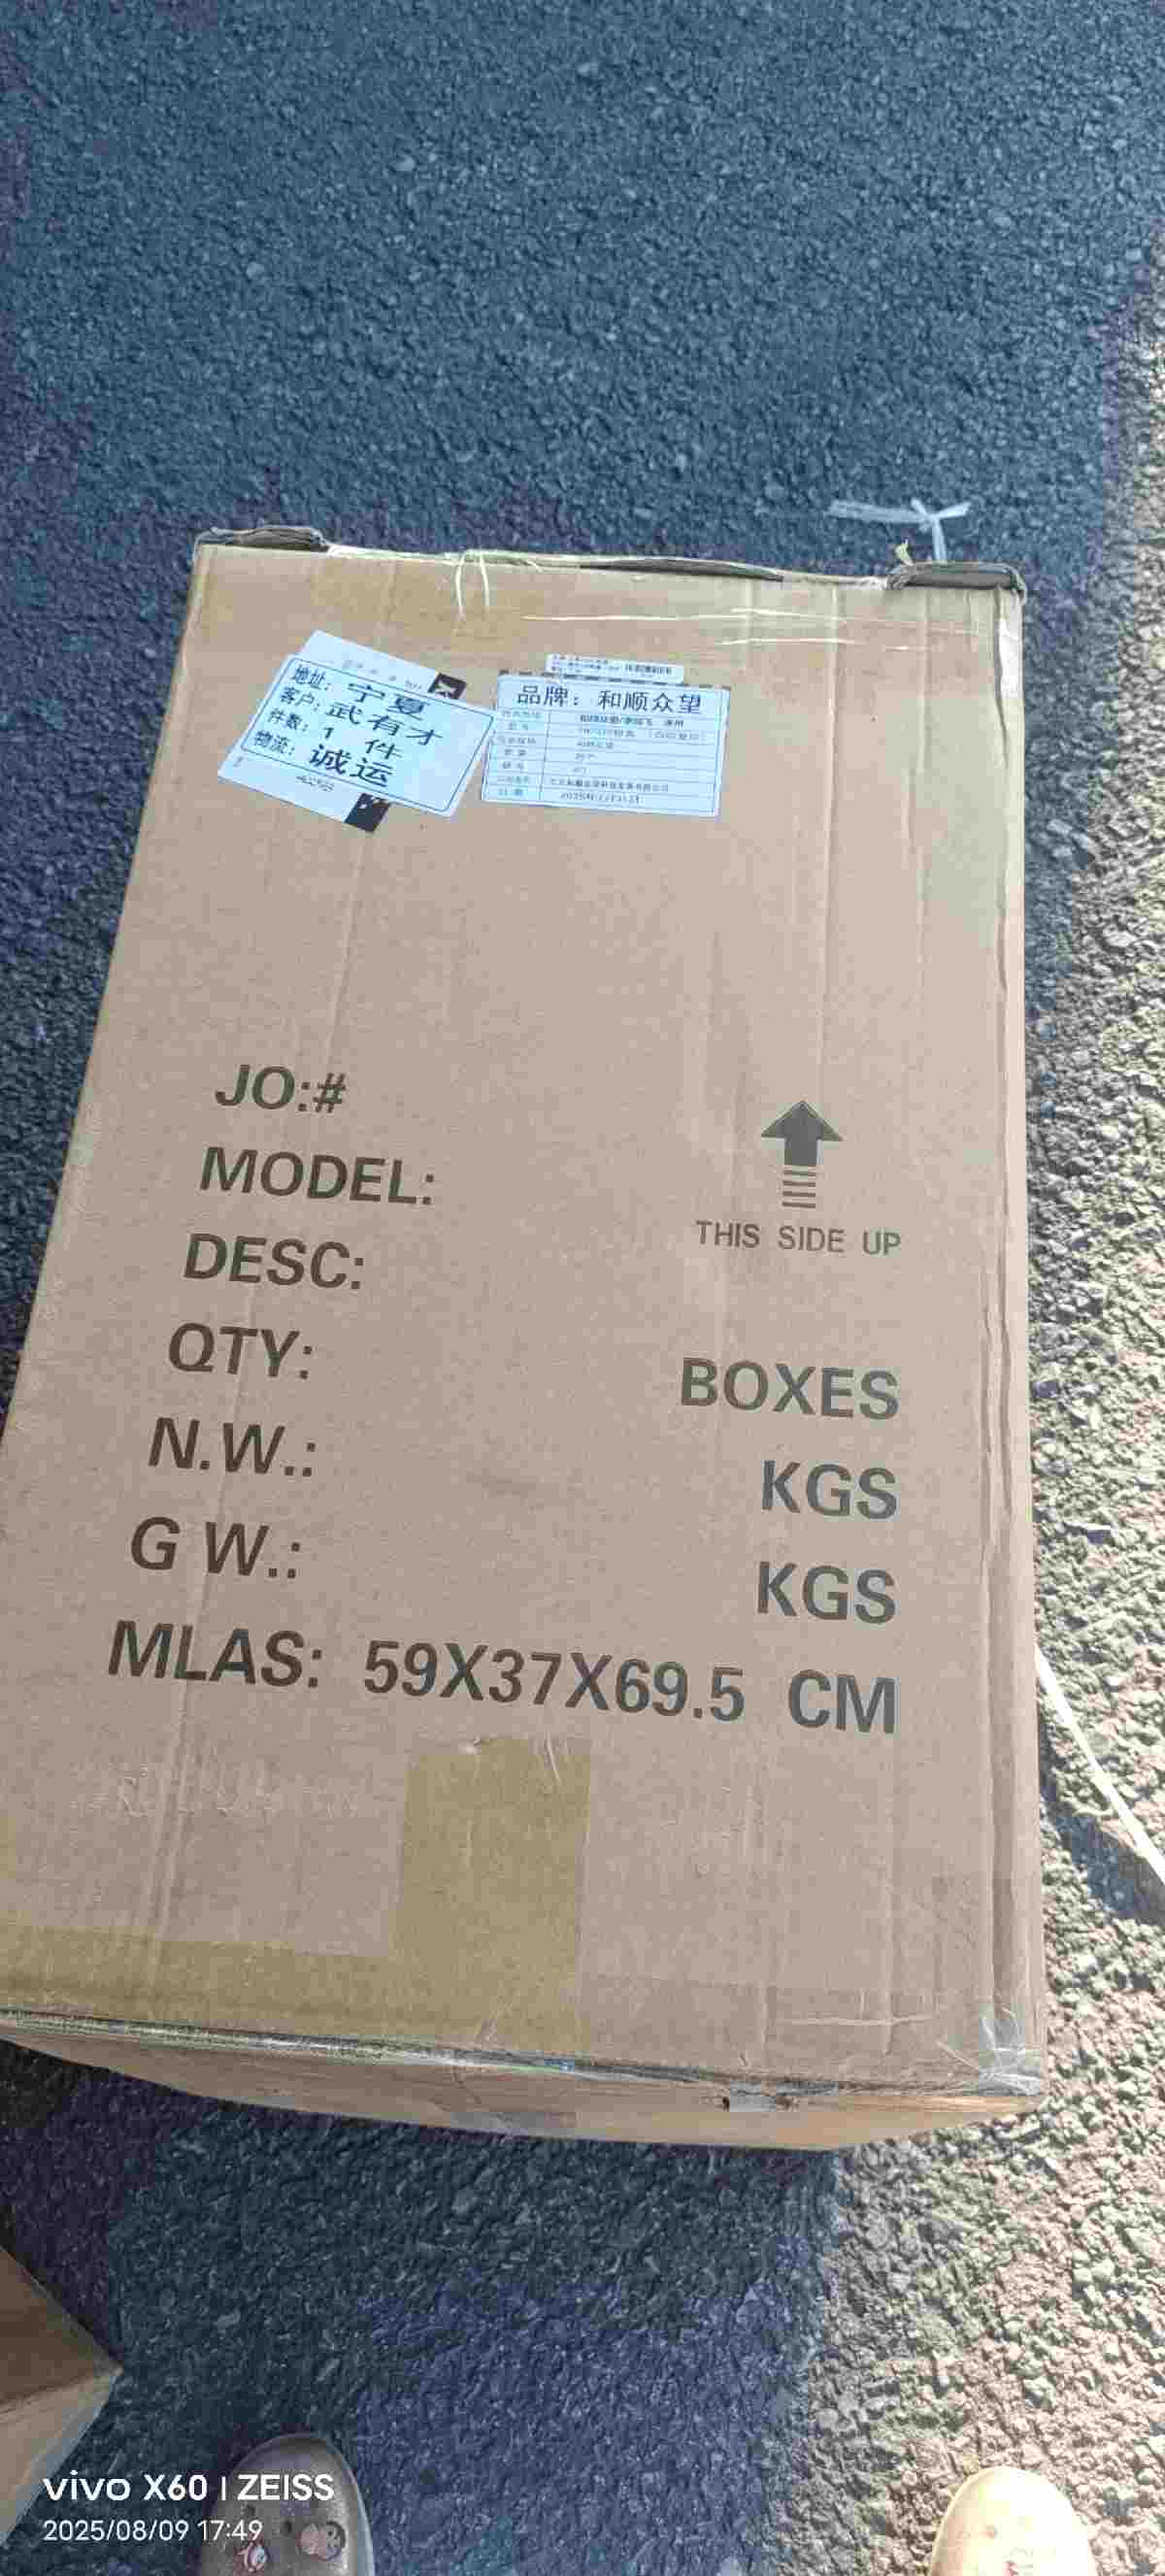 地址：宁夏
客户：武有才
件数：1 件
物流：诚运
品牌：和顺众望
JO:#
MODEL:
THIS SIDE UP
DESC:
QTY: BOXES
N.W.: KGS
G W.: KGS
MLAS: 59X37X69.5 CM
vivo X60 | ZEISS
2025/08/09 17:49